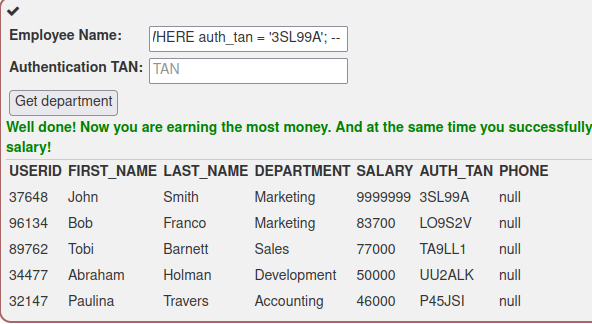 Employee Name: WHERE auth_tan = '3SL99A'; --
Authentication TAN: TAN
Get department
Well done! Now you are earning the most money. And at the same time you successfully
salary!
USERID FIRST_NAME LAST_NAME DEPARTMENT SALARY AUTH_TAN PHONE
37648 John Smith Marketing 9999999 3SL99A null
96134 Bob Franco Marketing 83700 LO9S2V null
89762 Tobi Barnett Sales 77000 TA9LL1 null
34477 Abraham Holman Development 50000 UU2ALK null
32147 Paulina Travers Accounting 46000 P45JSI null